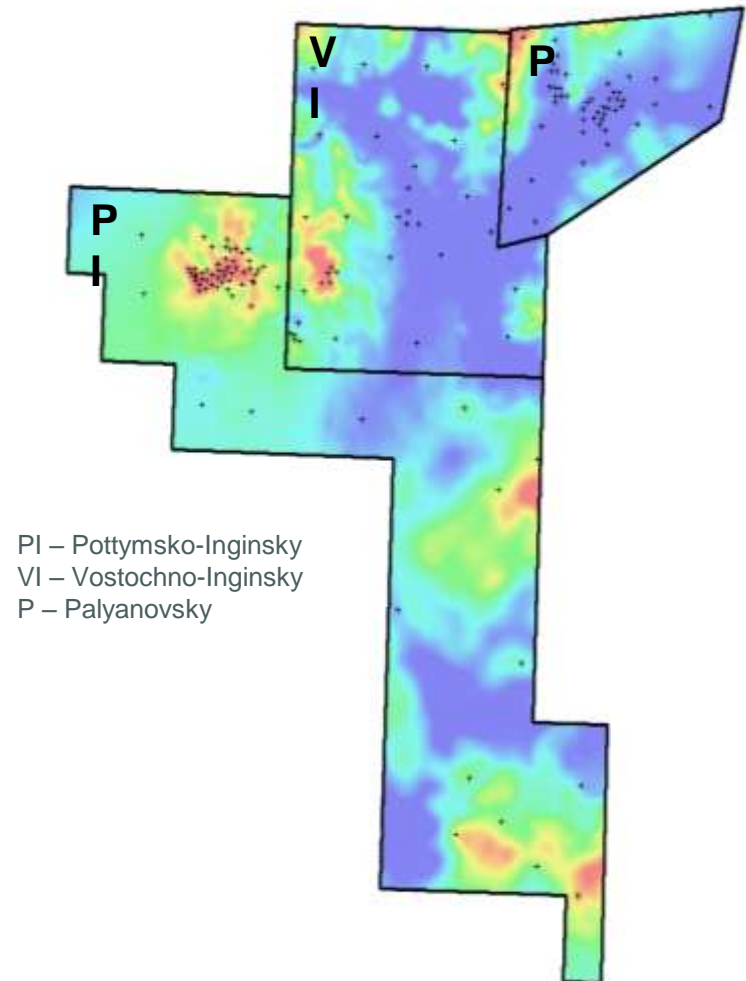 V
I
P
P
I
PI – Pottymsko-Inginsky
VI – Vostochno-Inginsky
P – Palyanovsky